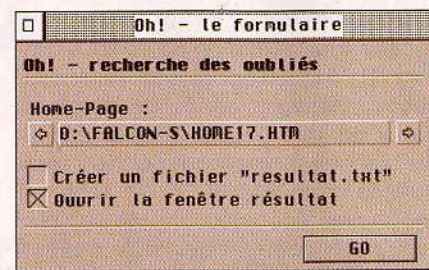 Oh! - le formulaire
Oh! - recherche des oubliés
Home-Page :
D:\FALCON-S\HOME17.HTM
Créer un fichier "resultat.txt"
Ouvrir la fenêtre résultat
GO